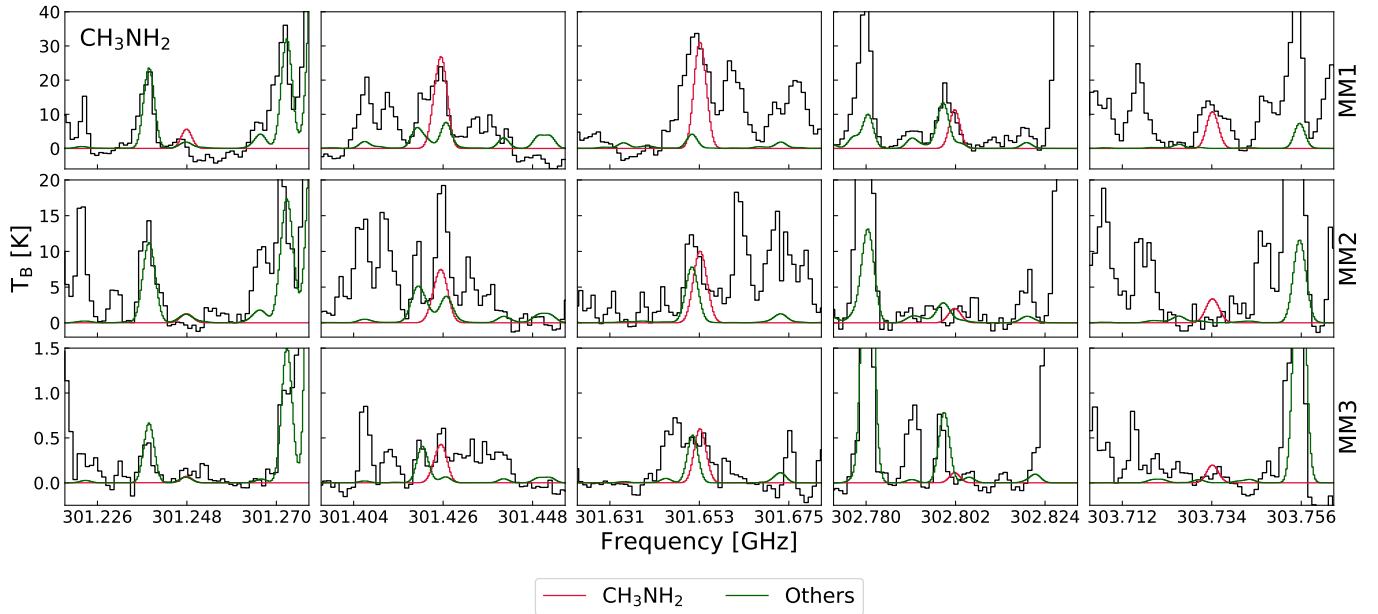 40
30
20
10
0
CH₃NH₂
MM1
20
15
10
5
0
T_B [K]
MM2
1.5
1.0
0.5
0.0
MM3
301.226 301.248 301.270 301.404 301.426 301.448 301.631 301.653 301.675 302.780 302.802 302.824 303.712 303.734 303.756
Frequency [GHz]
CH₃NH₂ Others